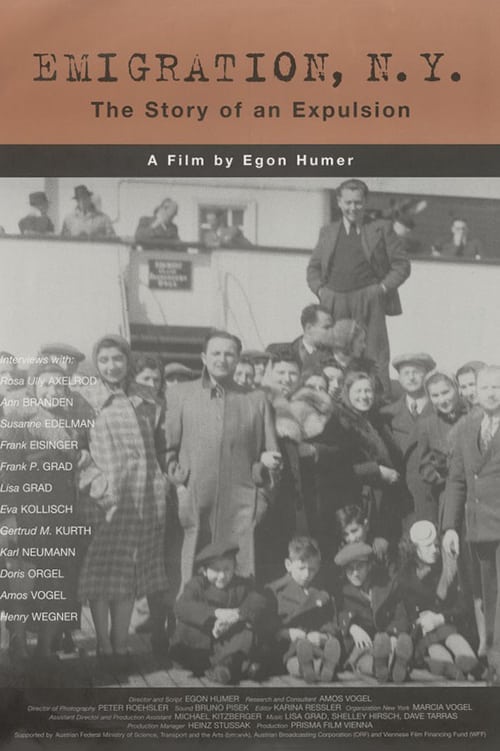 EMIGRATION, N.Y.
The Story of an Expulsion
A Film by Egon Humer
Interviews with:
Rosa Ully AXELROD
Ann BRANDEN
Susanne EDELMAN
Frank EISINGER
Frank P. GRAD
Lisa GRAD
Eva KOLLISCH
Gertrud M. KURTH
Karl NEUMANN
Doris ORGEL
Amos VOGEL
Henry WEGNER
Director and Script EGON HUMER Research and Consultant AMOS VOGEL
Director of Photography PETER ROEHSLER Sound BRUNO PISEK Editor KARINA RESSLER Organization New York MARCIA VOGEL
Assistant Director and Production Assistant MICHAEL KITZBERGER Music LISA GRAD, SHELLEY HIRSCH, DAVE TARRAS
Production Manager HEINZ STUSSAK Production PRISMA FILM VIENNA
Supported by Austrian Federal Ministry of Science, Transport and the Arts Austrian Broadcasting Corporation (ORF) and Viennese Film Financing Fund (WFF)